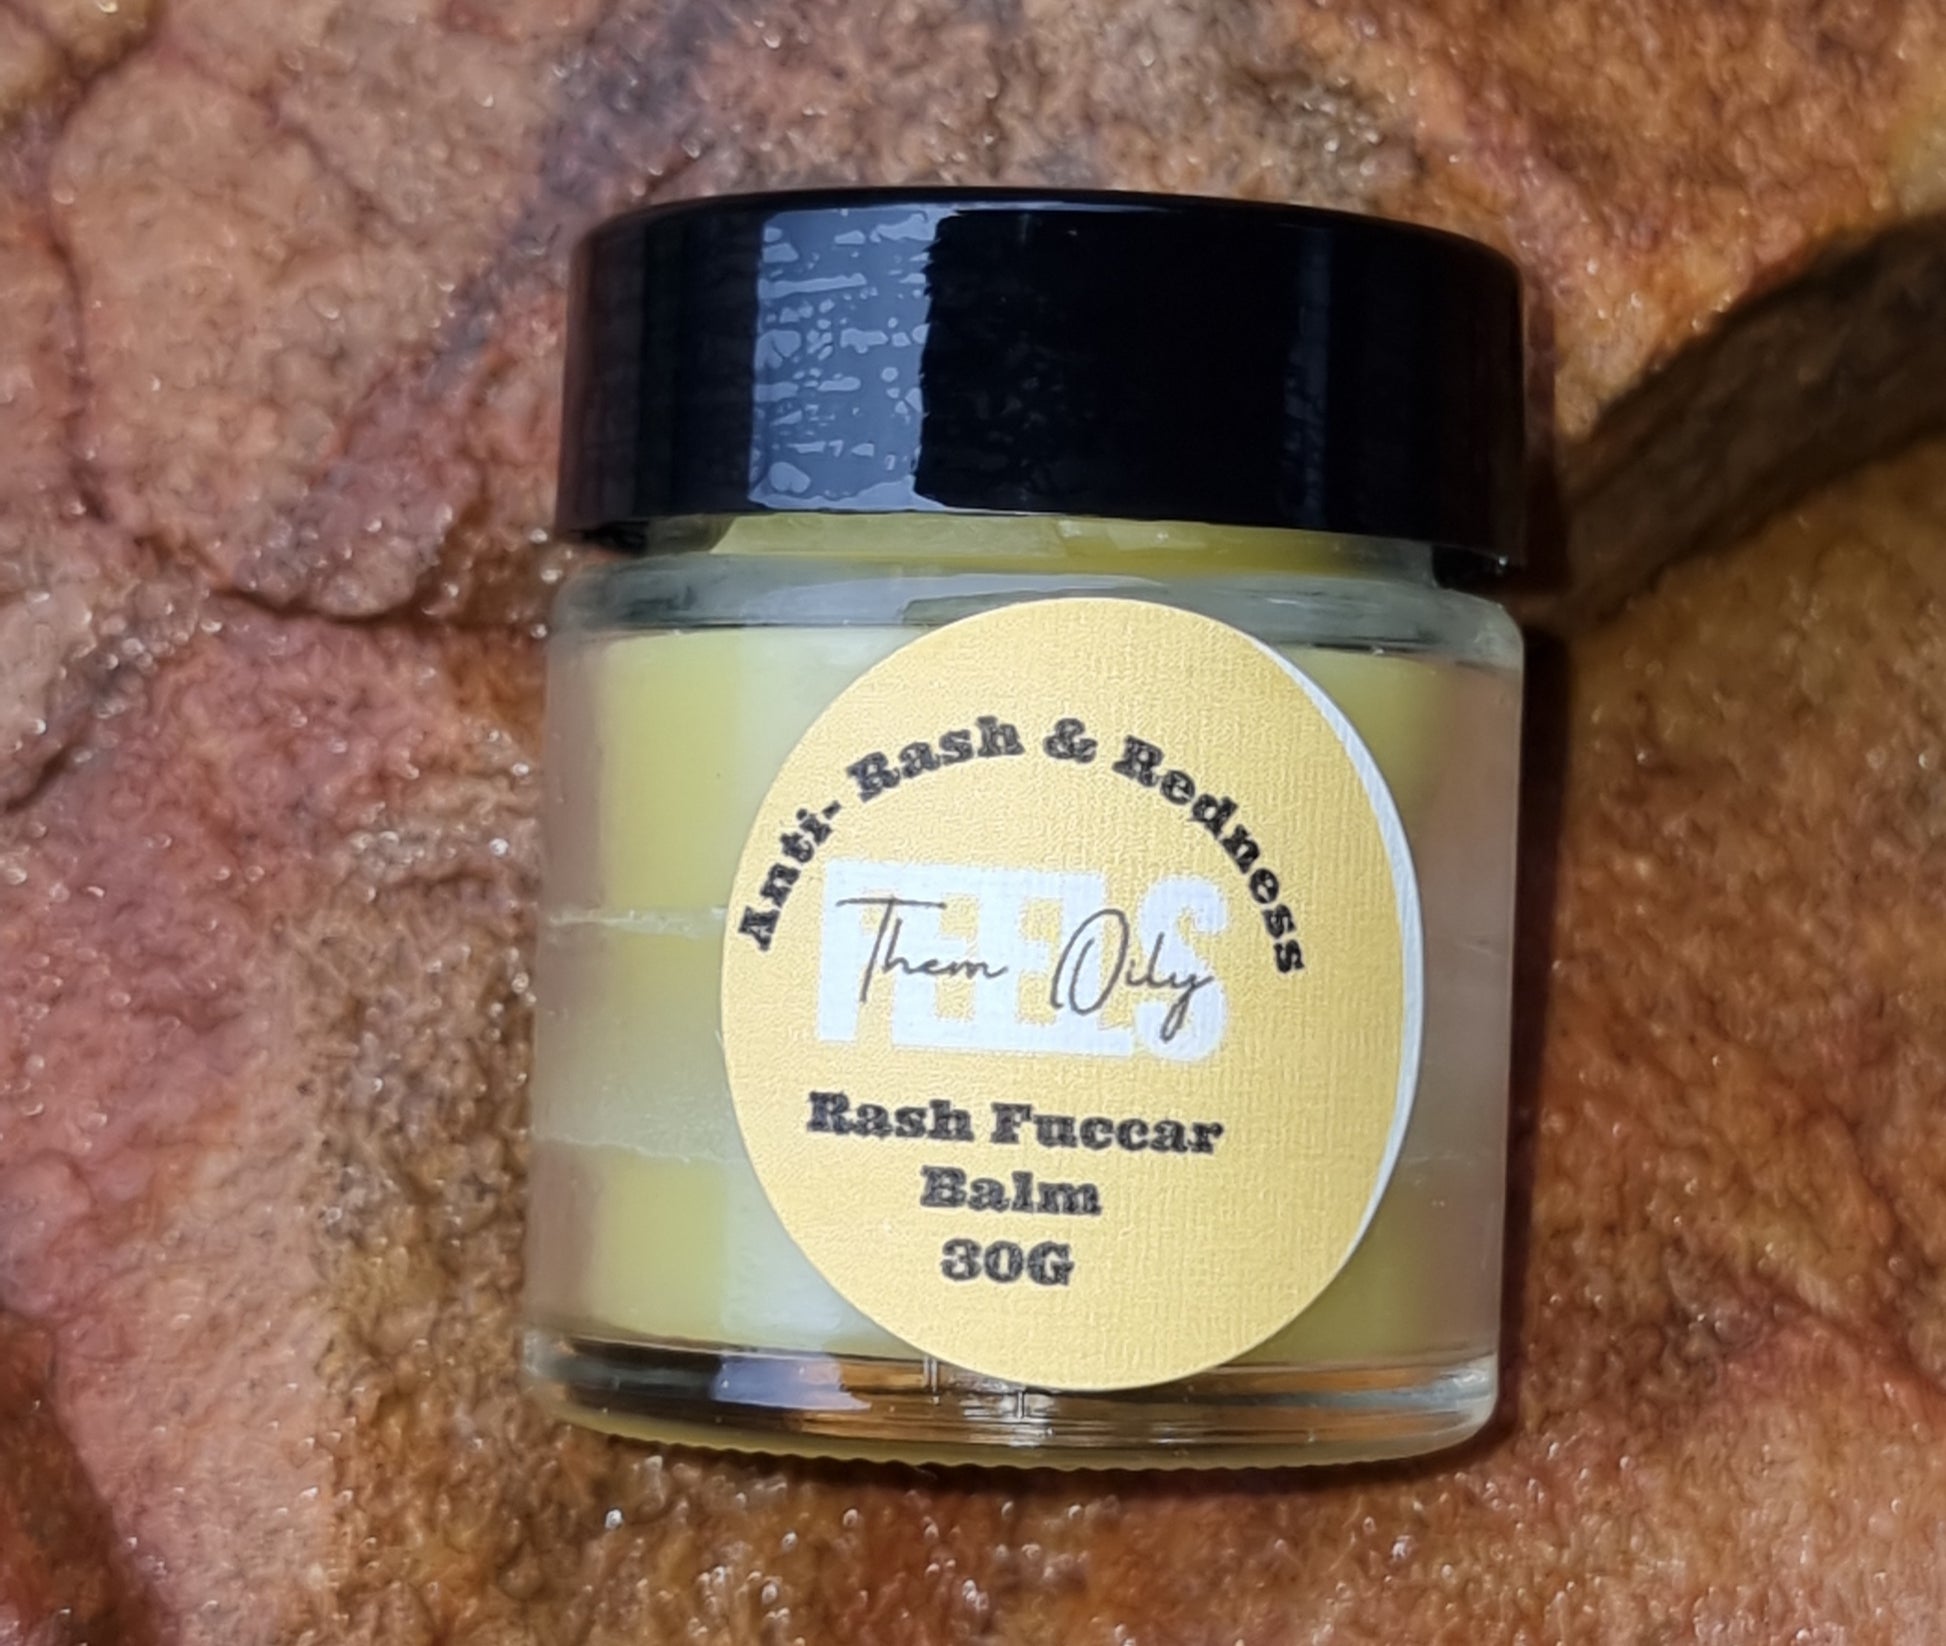 Anti- Rash & Redness
FEELS
Them Oily
Rash Fuccar
Balm
30G